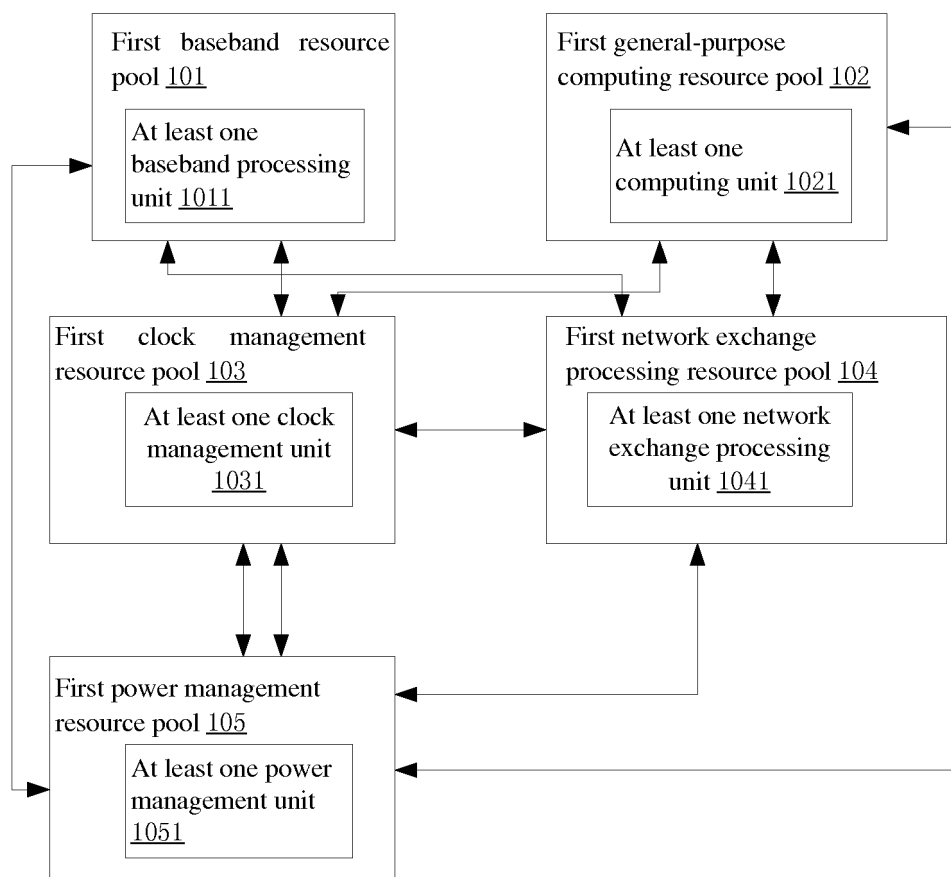 First baseband resource
pool 101
At least one
baseband processing
unit 1011
First general-purpose
computing resource pool 102
At least one
computing unit 1021
First clock management
resource pool 103
At least one clock
management unit
1031
First network exchange
processing resource pool 104
At least one network
exchange processing
unit 1041
First power management
resource pool 105
At least one power
management unit
1051